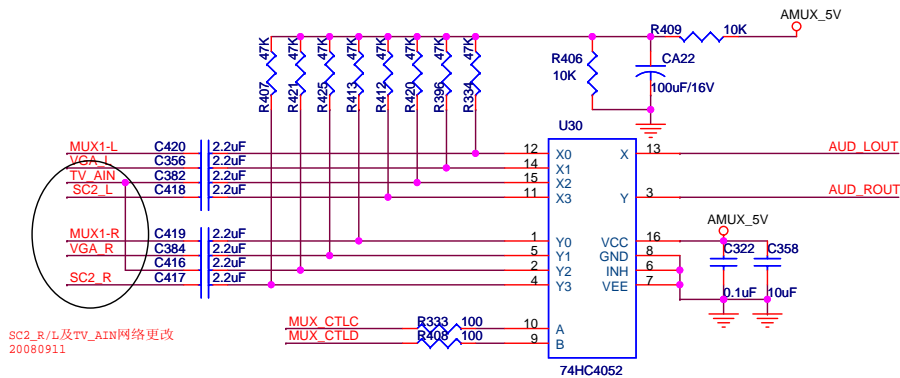 AMUX_5V
R409 10K
47K 47K 47K 47K 47K 47K 47K 47K
R406
10K
CA22
100uF/16V
R407 R421 R425 R413 R412 R420 R396 R334
U30
MUX1-L C420 2.2uF 12 X0 X 13 AUD_LOUT
VGA_L C356 2.2uF 14 X1
TV_AIN C382 2.2uF 15 X2
SC2_L C418 2.2uF 11 X3 Y 3 AUD_ROUT
AMUX_5V
MUX1-R C419 2.2uF 1 Y0 VCC 16
VGA_R C384 2.2uF 5 Y1 GND 8 C322 C358
C416 2.2uF 2 Y2 INH 6
SC2_R C417 2.2uF 4 Y3 VEE 7
0.1uF 10uF
MUX_CTLC R333 100 10 A
MUX_CTLD R408 100 9 B
SC2_R/L及TV_AIN网络更改
20080911
74HC4052